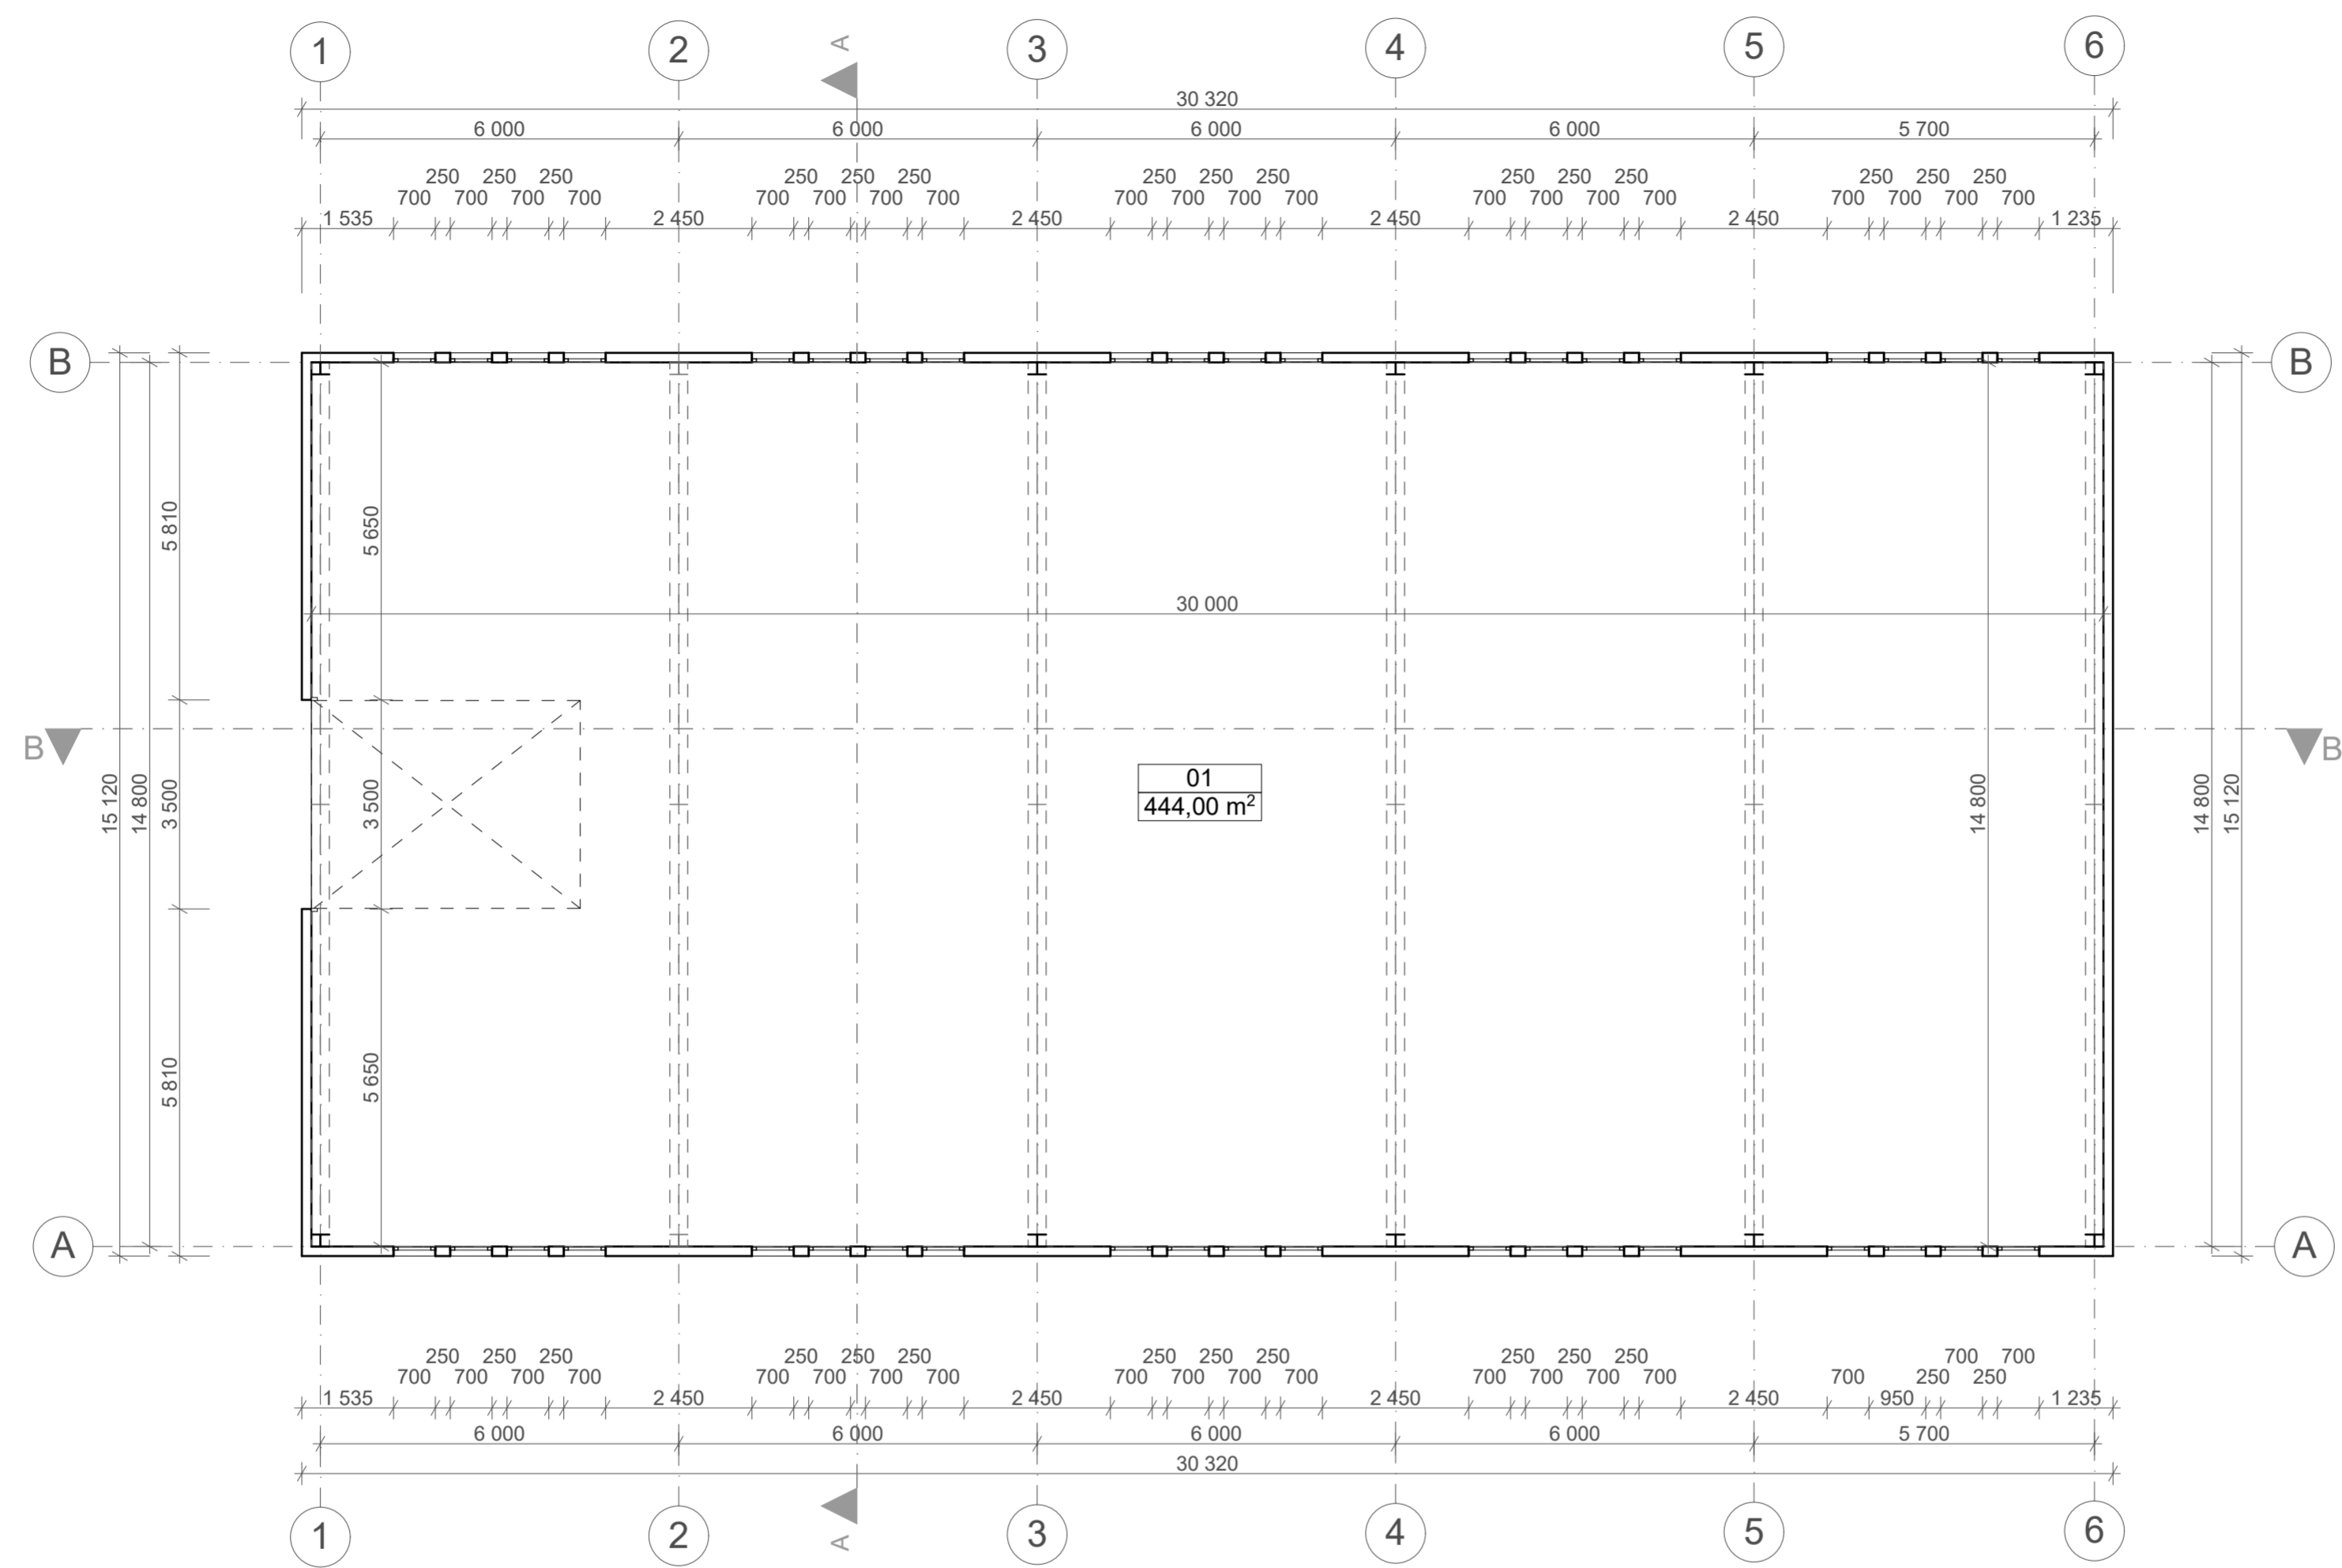 1 2 A 3 4 5 6
30 320
6 000 6 000 6 000 6 000 5 700
250 250 250 250 250 250 250 250 250 250 250 250 250 250 250
700 700 700 700 700 700 700 700 700 700 700 700 700 700 700 700 700 700 700 700
1 535 2 450 2 450 2 450 2 450 1 235
B B
5 810 5 650
30 000
B B
15 120 14 800 3 500 3 500 14 800 14 800 15 120
01
444,00 m²
5 810 5 650
A A
250 250 250 250 250 250 250 250 250 250 250 250 700 700
700 700 700 700 700 700 700 700 700 700 700 700 700 700 700 700 700 250 250
1 535 2 450 2 450 2 450 2 450 950 1 235
6 000 6 000 6 000 6 000 5 700
30 320
1 2 A 3 4 5 6